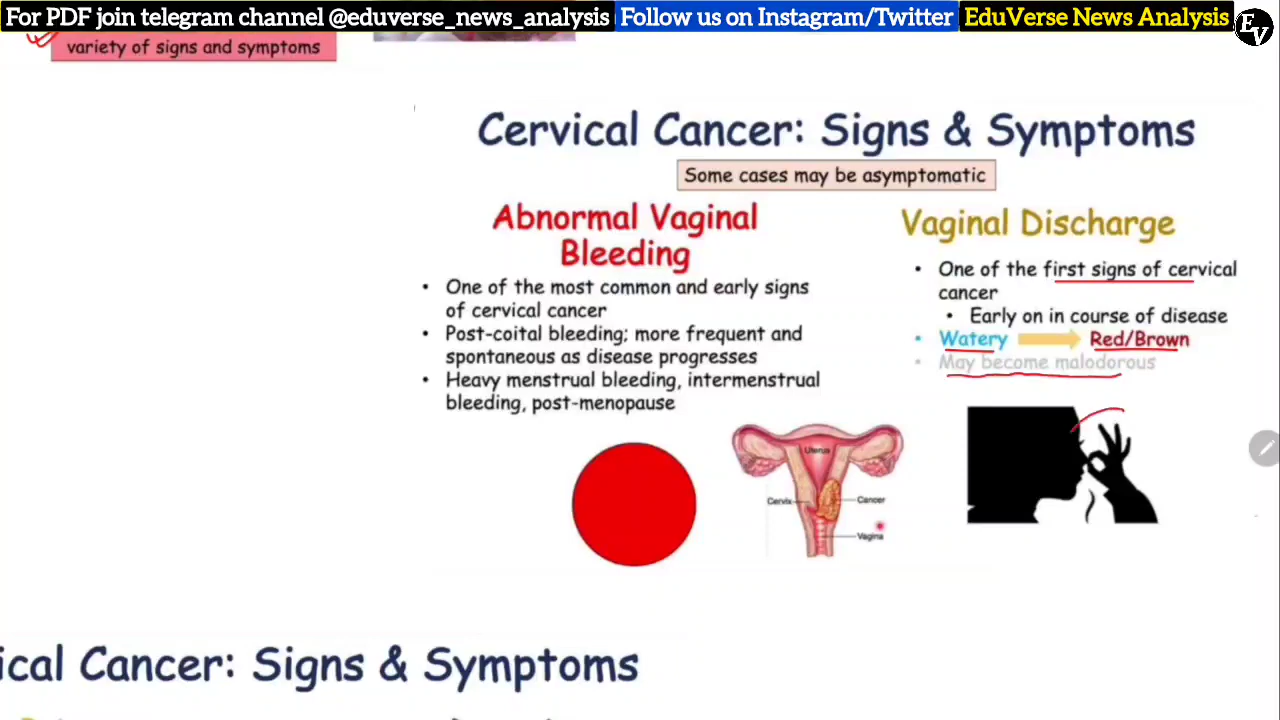 For PDF join telegram channel @eduverse_news_analysis
Follow us on Instagram/Twitter
EduVerse News Analysis
EV
variety of signs and symptoms
Cervical Cancer: Signs & Symptoms
Some cases may be asymptomatic
Abnormal Vaginal
Bleeding
• One of the most common and early signs
of cervical cancer
• Post-coital bleeding; more frequent and
spontaneous as disease progresses
• Heavy menstrual bleeding, intermenstrual
bleeding, post-menopause
Vaginal Discharge
• One of the first signs of cervical
cancer
• Early on in course of disease
• Watery Red/Brown
• May become malodorous
Uterus
Cervix
Cancer
Vagina
ical Cancer: Signs & Symptoms